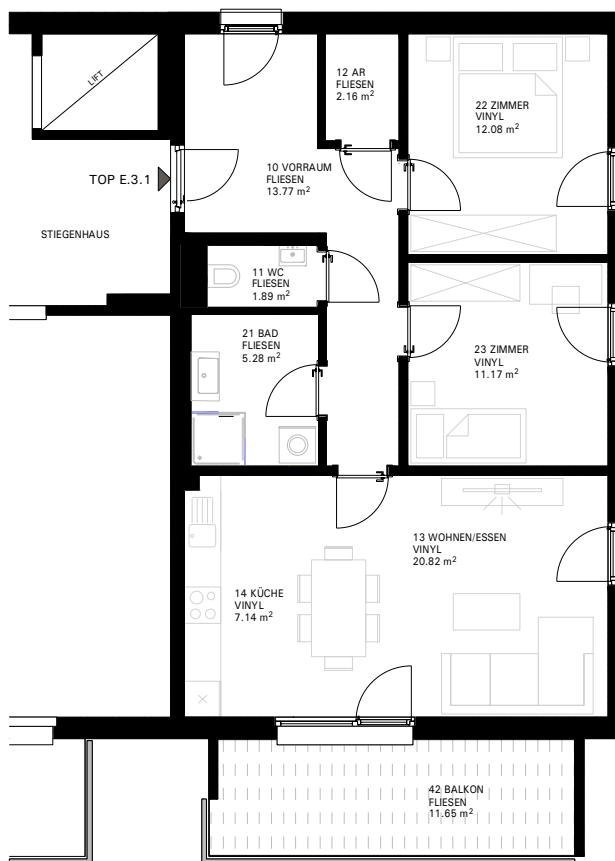 LIFT
12 AR
FLIESEN
2.16 m²
22 ZIMMER
VINYL
12.08 m²
TOP E.3.1
10 VORRAUM
FLIESEN
13.77 m²
STIEGENHAUS
11 WC
FLIESEN
1.89 m²
21 BAD
FLIESEN
5.28 m²
23 ZIMMER
VINYL
11.17 m²
13 WOHNEN/ESSEN
VINYL
20.82 m²
14 KÜCHE
VINYL
7.14 m²
42 BALKON
FLIESEN
11.65 m²